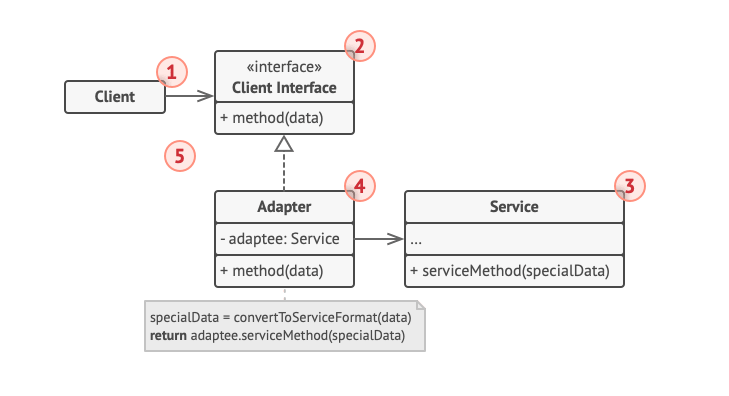 1
Client
2
«interface»
Client Interface
+ method(data)
5
4
Adapter
- adaptee: Service
+ method(data)
3
Service
...
+ serviceMethod(specialData)
specialData = convertToServiceFormat(data)
return adaptee.serviceMethod(specialData)